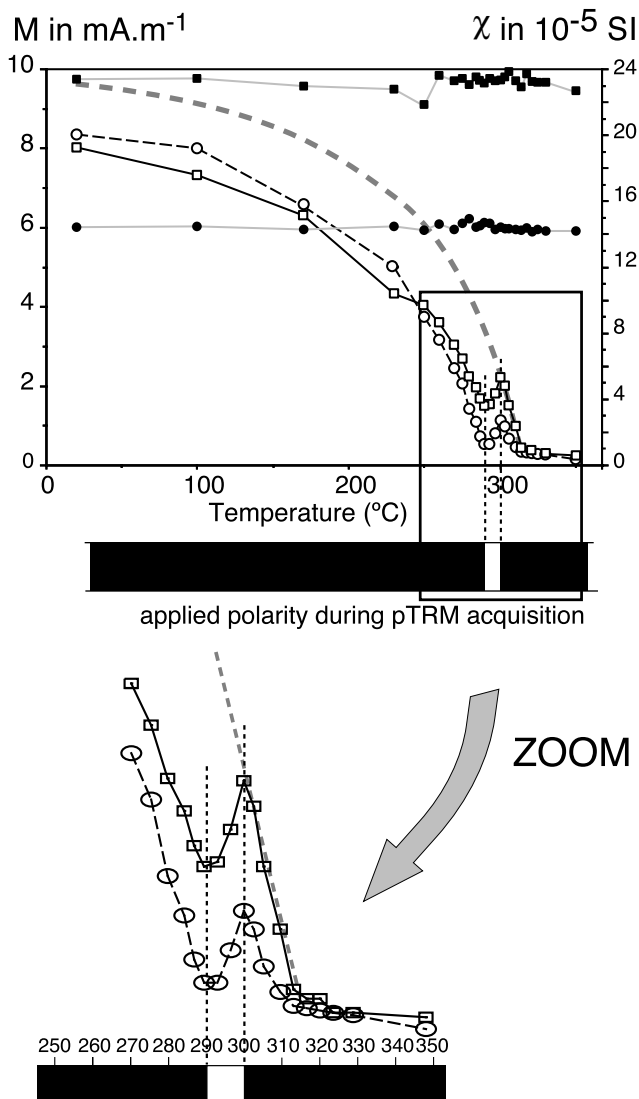 M in mA.m-1
χ in 10-5 SI
10
8
6
4
2
0
24
20
16
12
8
4
0
0 100 200 300
Temperature (ºC)
applied polarity during pTRM acquisition
ZOOM
250 260 270 280 290 300 310 320 330 340 350